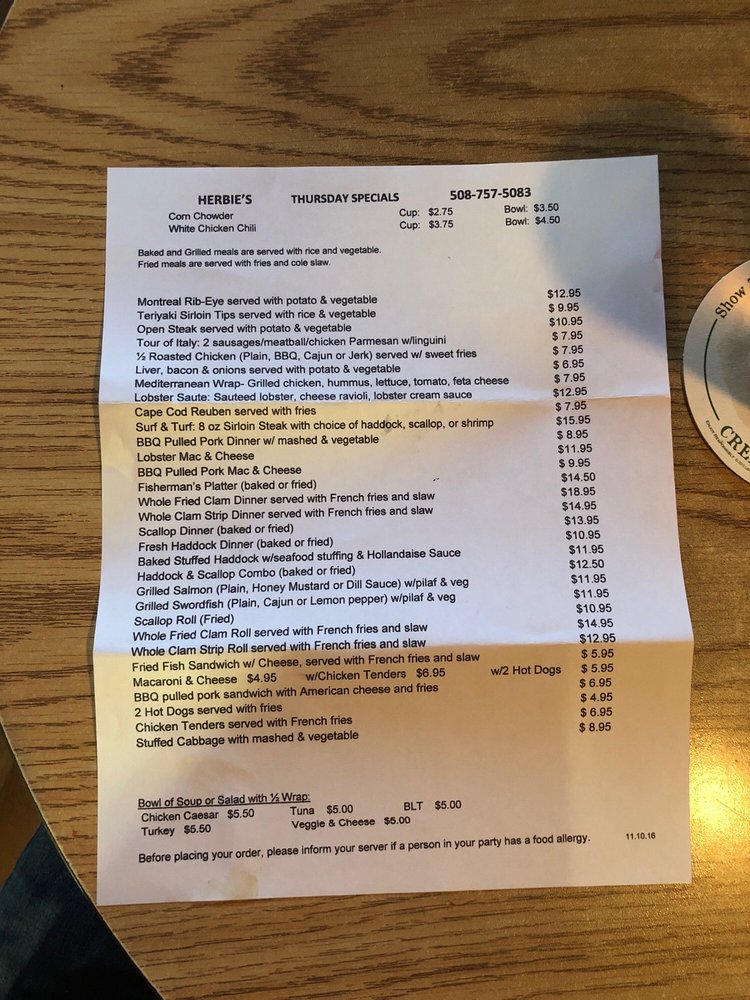 HERBIE'S THURSDAY SPECIALS 508-757-5083
Corn Chowder Cup: $2.75 Bowl: $3.50
White Chicken Chili Cup: $3.75 Bowl: $4.50
Baked and Grilled meals are served with rice and vegetable.
Fried meals are served with fries and cole slaw.
Montreal Rib-Eye served with potato & vegetable $12.95
Teriyaki Sirloin Tips served with rice & vegetable $ 9.95
Open Steak served with potato & vegetable $10.95
Tour of Italy: 2 sausages/meatball/chicken Parmesan w/linguini $ 7.95
½ Roasted Chicken (Plain, BBQ, Cajun or Jerk) served w/ sweet fries $ 7.95
Liver, bacon & onions served with potato & vegetable $ 6.95
Mediterranean Wrap- Grilled chicken, hummus, lettuce, tomato, feta cheese $ 7.95
Lobster Saute: Sauteed lobster, cheese ravioli, lobster cream sauce $12.95
Cape Cod Reuben served with fries $ 7.95
Surf & Turf: 8 oz Sirloin Steak with choice of haddock, scallop, or shrimp $15.95
BBQ Pulled Pork Dinner w/ mashed & vegetable $ 8.95
Lobster Mac & Cheese $11.95
BBQ Pulled Pork Mac & Cheese $ 9.95
Fisherman's Platter (baked or fried) $14.50
Whole Fried Clam Dinner served with French fries and slaw $18.95
Whole Clam Strip Dinner served with French fries and slaw $14.95
Scallop Dinner (baked or fried) $13.95
Fresh Haddock Dinner (baked or fried) $10.95
Baked Stuffed Haddock w/seafood stuffing & Hollandaise Sauce $11.95
Haddock & Scallop Combo (baked or fried) $12.50
Grilled Salmon (Plain, Honey Mustard or Dill Sauce) w/pilaf & veg $11.95
Grilled Swordfish (Plain, Cajun or Lemon pepper) w/pilaf & veg $11.95
Scallop Roll (Fried) $10.95
Whole Fried Clam Roll served with French fries and slaw $14.95
Whole Clam Strip Roll served with French fries and slaw $12.95
Fried Fish Sandwich w/ Cheese, served with French fries and slaw $ 5.95
Macaroni & Cheese $4.95 w/Chicken Tenders $6.95 w/2 Hot Dogs $ 5.95
BBQ pulled pork sandwich with American cheese and fries $ 6.95
2 Hot Dogs served with fries $ 4.95
Chicken Tenders served with French fries $ 6.95
Stuffed Cabbage with mashed & vegetable $ 8.95
Bowl of Soup or Salad with ½ Wrap:
Chicken Caesar $5.50 Tuna $5.00 BLT $5.00
Turkey $5.50 Veggie & Cheese $5.00
Before placing your order, please inform your server if a person in your party has a food allergy. 11.10.16
Show